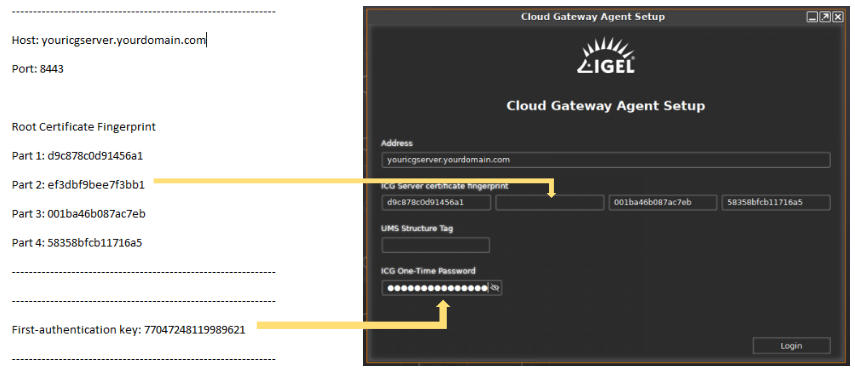 --------------------------------------------------------------
Host: youricgserver.yourdomain.com
Port: 8443
Root Certificate Fingerprint
Part 1: d9c878c0d91456a1
Part 2: ef3dbf9bee7f3bb1
Part 3: 001ba46b087ac7eb
Part 4: 58358bfcb11716a5
--------------------------------------------------------------
--------------------------------------------------------------
First-authentication key: 77047248119989621
--------------------------------------------------------------
Cloud Gateway Agent Setup
IGEL
Cloud Gateway Agent Setup
Address
youricgserver.yourdomain.com
ICG Server certificate fingerprint
d9c878c0d91456a1 001ba46b087ac7eb 58358bfcb11716a5
UMS Structure Tag
ICG One-Time Password
●●●●●●●●●●●●●●●
Login